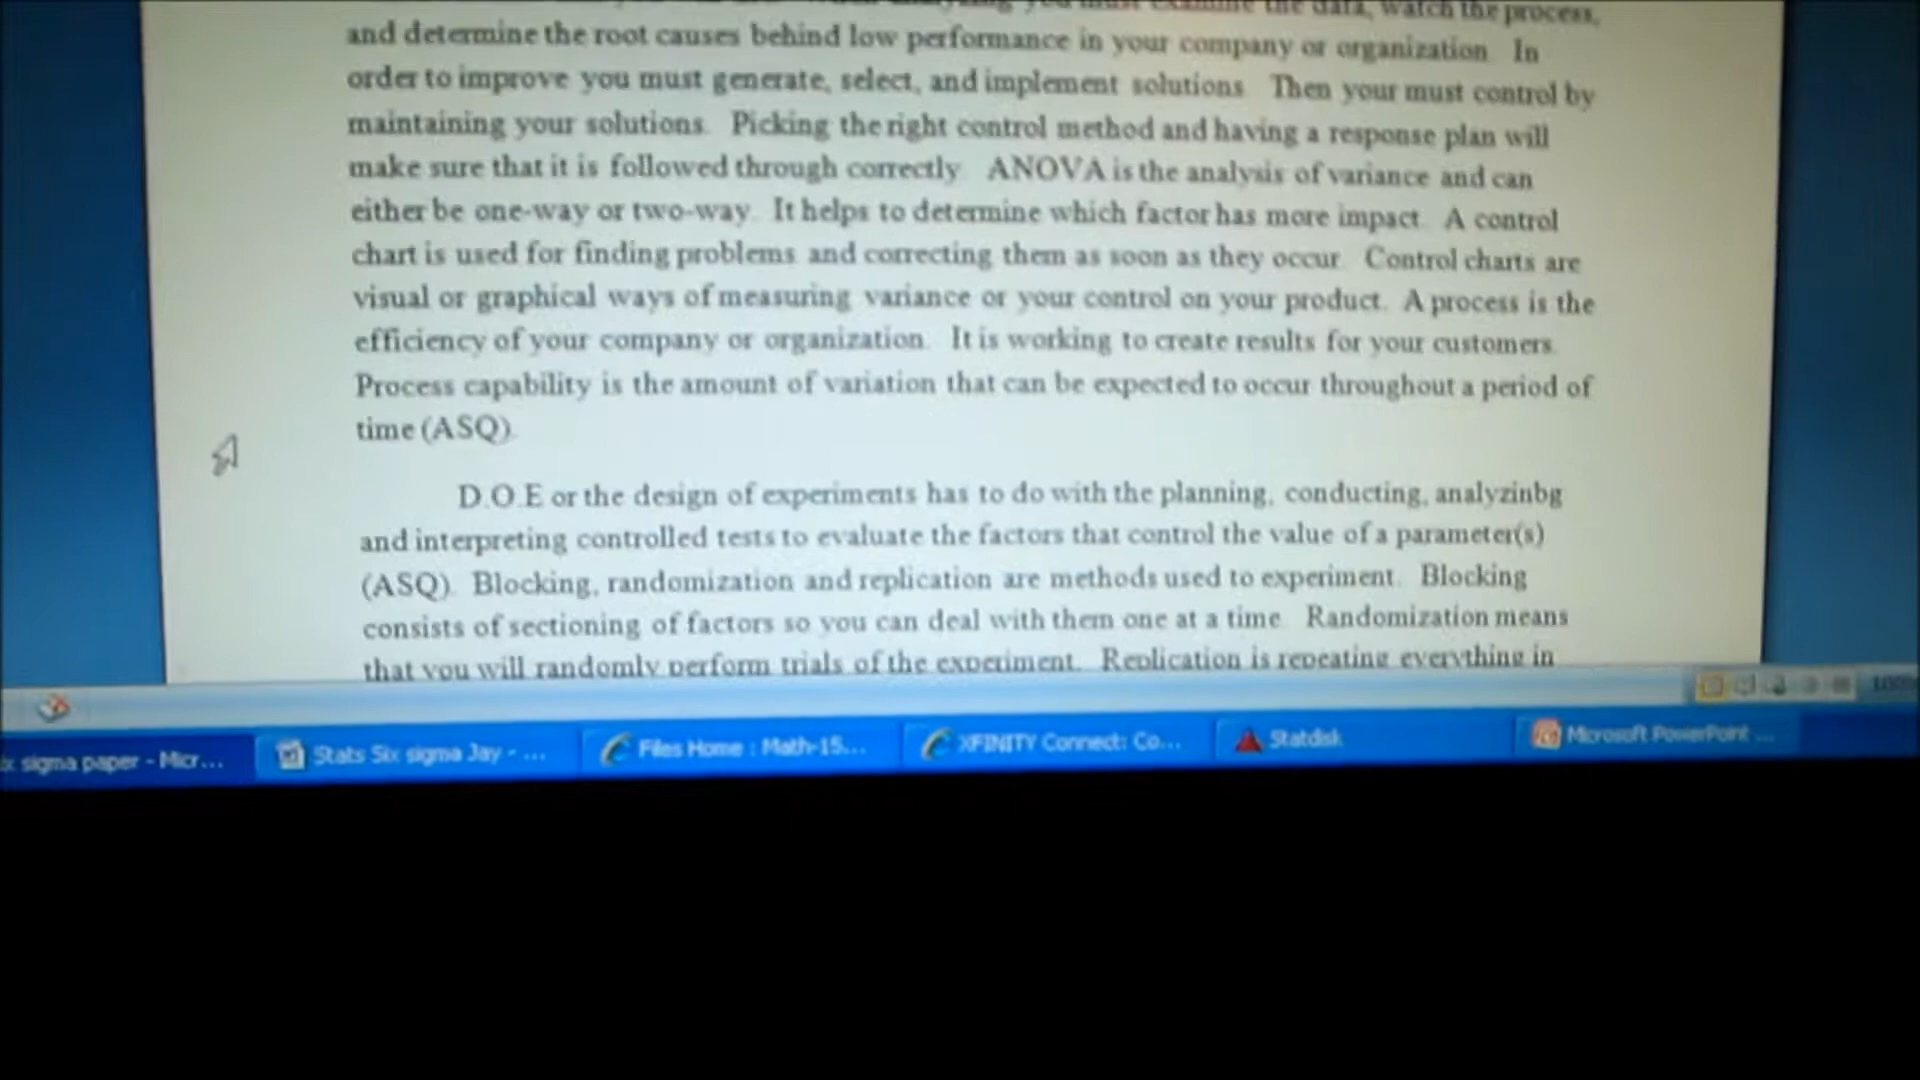 you must examine the data, watch the process,
and determine the root causes behind low performance in your company or organization. In
order to improve you must generate, select, and implement solutions. Then your must control by
maintaining your solutions. Picking the right control method and having a response plan will
make sure that it is followed through correctly. ANOVA is the analysis of variance and can
either be one-way or two-way. It helps to determine which factor has more impact. A control
chart is used for finding problems and correcting them as soon as they occur. Control charts are
visual or graphical ways of measuring variance or your control on your product. A process is the
efficiency of your company or organization. It is working to create results for your customers.
Process capability is the amount of variation that can be expected to occur throughout a period of
time (ASQ).
D.O.E or the design of experiments has to do with the planning, conducting, analyzinbg
and interpreting controlled tests to evaluate the factors that control the value of a parameter(s)
(ASQ). Blocking, randomization and replication are methods used to experiment. Blocking
consists of sectioning of factors so you can deal with them one at a time. Randomization means
that you will randomly perform trials of the experiment. Replication is repeating everything in
sigma paper - Micr... Stats Six sigma Jay - ... Files Home : Math-15... XFINITY Connect: Co... Statdisk Microsoft PowerPoint ...